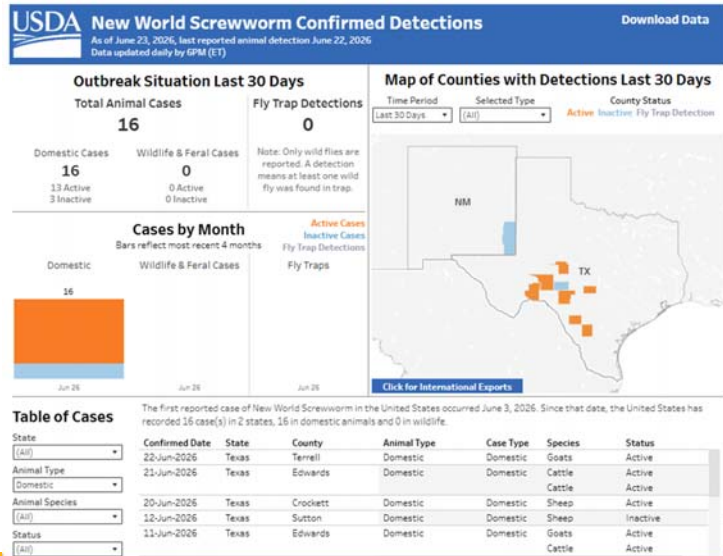 USDA
New World Screwworm Confirmed Detections
As of June 23, 2026, last reported animal detection June 22, 2026
Data updated daily by 6PM (ET)
Download Data
Outbreak Situation Last 30 Days
Total Animal Cases
16
Fly Trap Detections
0
Domestic Cases
16
13 Active
3 Inactive
Wildlife & Feral Cases
0
0 Active
0 Inactive
Note: Only wild flies are
reported. A detection
means at least one wild
fly was found in trap.
Map of Counties with Detections Last 30 Days
Time Period
Last 30 Days
Selected Type
(All)
County Status
Active Inactive Fly Trap Detection
NM
TX
Click for International Exports
Cases by Month
Bars reflect most recent 4 months
Active Cases
Inactive Cases
Fly Trap Detections
Domestic
Wildlife & Feral Cases
Fly Traps
16
Jun 26
Jun 26
Jun 26
Table of Cases
State
(All)
Animal Type
Domestic
Animal Species
(All)
Status
(All)
The first reported case of New World Screwworm in the United States occurred June 3, 2026. Since that date, the United States has
recorded 16 case(s) in 2 states, 16 in domestic animals and 0 in wildlife.
Confirmed Date State County Animal Type Case Type Species Status
22-Jun-2026 Texas Terrell Domestic Domestic Goats Active
21-Jun-2026 Texas Edwards Domestic Domestic Cattle Active
Cattle Active
20-Jun-2026 Texas Crockett Domestic Domestic Sheep Active
12-Jun-2026 Texas Sutton Domestic Domestic Sheep Inactive
11-Jun-2026 Texas Edwards Domestic Domestic Goats Active
Cattle Active